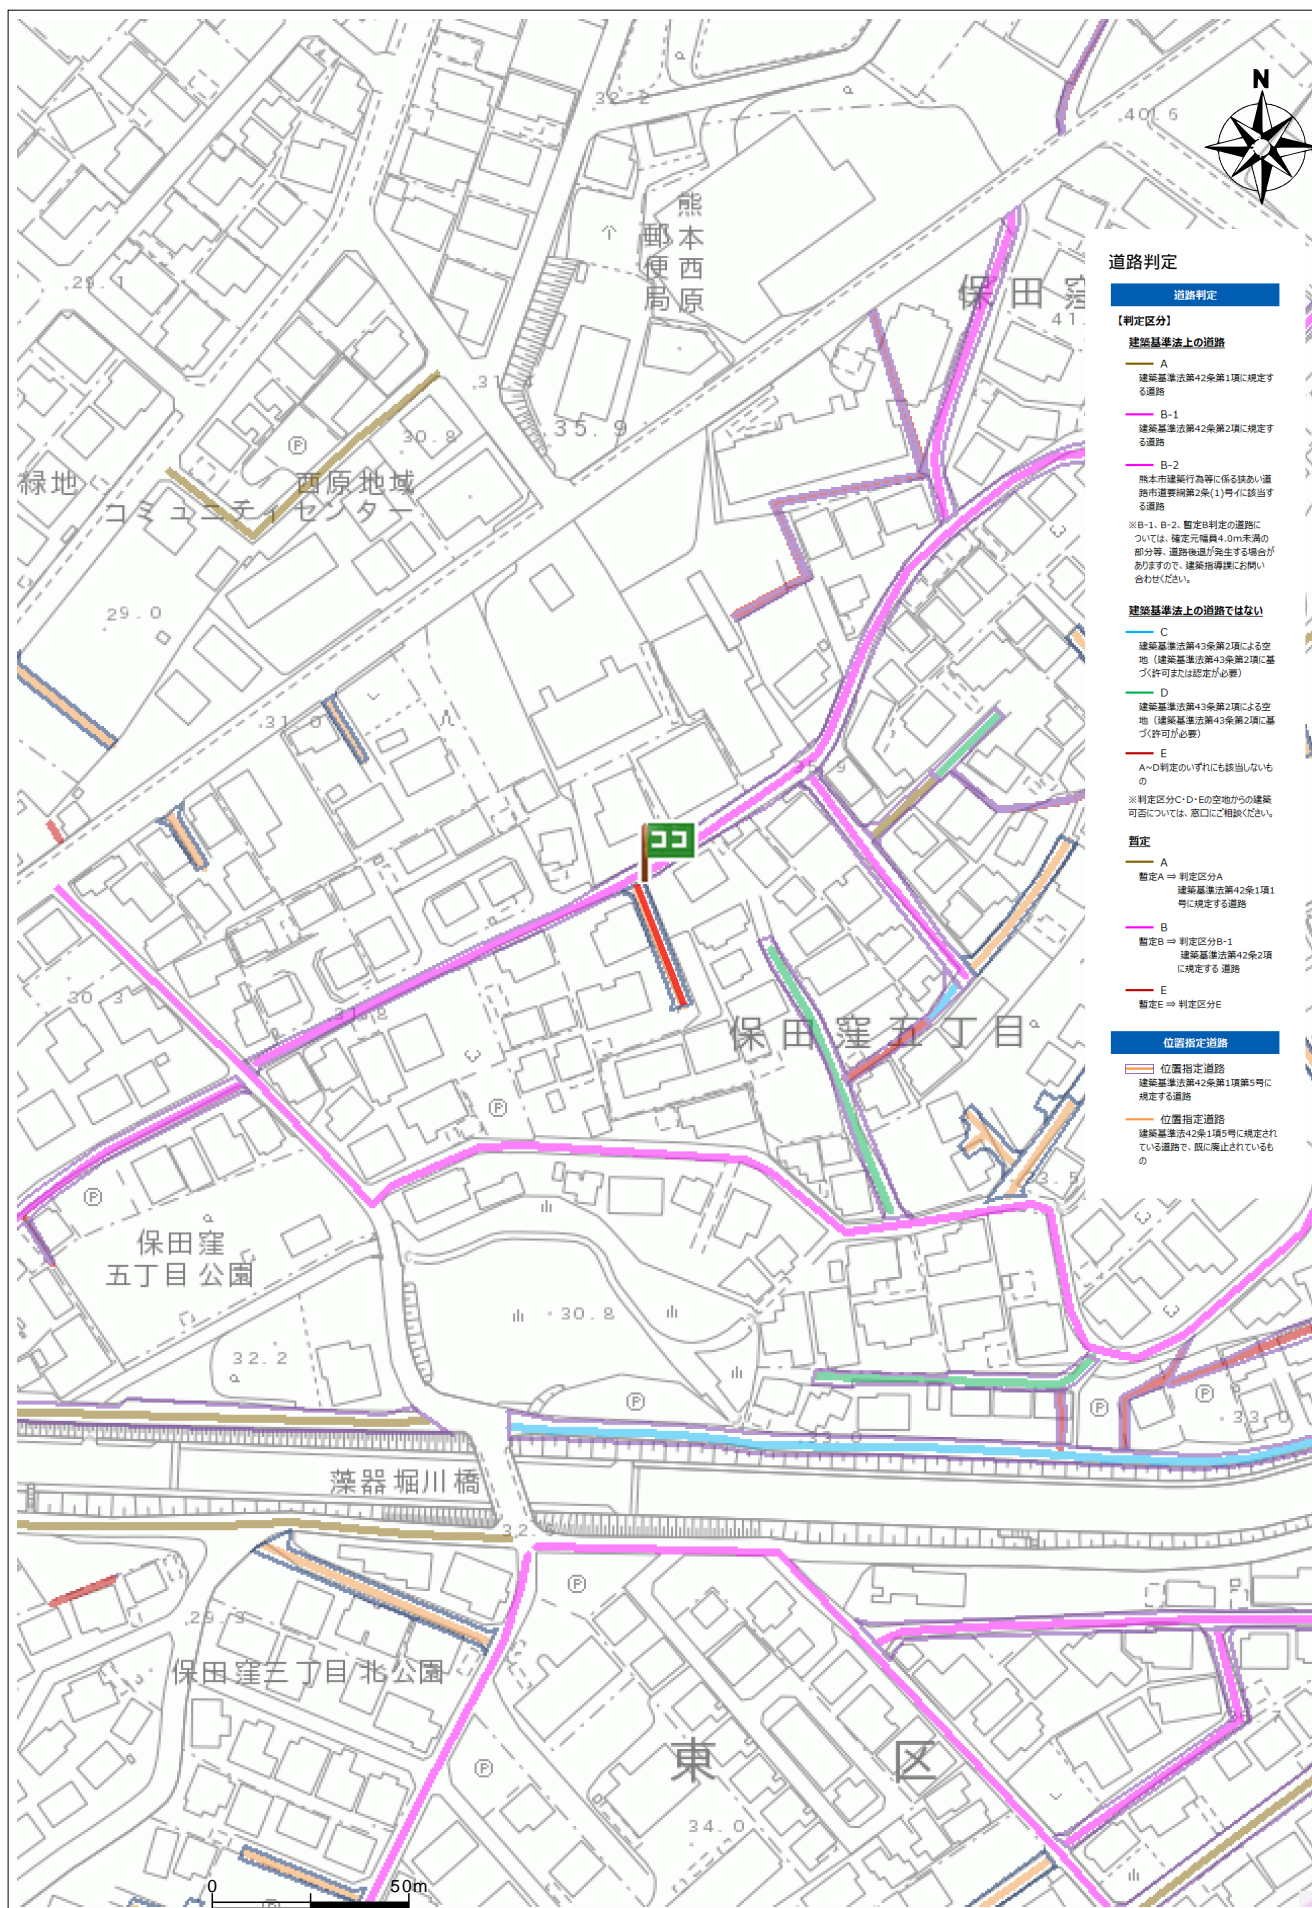 N
40.6
32.2
熊本西原
郵便局
29.1
保田窪
41.
道路判定
道路判定
【判定区分】
建築基準法上の道路
A
建築基準法第42条第1項に規定す
る道路
B-1
建築基準法第42条第2項に規定す
る道路
B-2
熊本市建築行為等に係る狭あい道
路市道要綱第2条(1)号イに該当す
る道路
※B-1、B-2、暫定B判定の道路に
ついては、確定元幅員4.0m未満の
部分等、道路後退が発生する場合が
ありますので、建築指導課にお問い
合わせください。
建築基準法上の道路ではない
C
建築基準法第43条第2項による空
地（建築基準法第43条第2項に基
づく許可または認定が必要）
D
建築基準法第43条第2項による空
地（建築基準法第43条第2項に基
づく許可が必要）
E
A~D判定のいずれにも該当しないも
の
※判定区分C・D・Eの空地からの建築
可否については、窓口にご相談ください。
暫定
A
暫定A ⇒ 判定区分A
建築基準法第42条1項1
号に規定する道路
B
暫定B ⇒ 判定区分B-1
建築基準法第42条2項
に規定する 道路
E
暫定E ⇒ 判定区分E
位置指定道路
位置指定道路
建築基準法第42条第1項第5号に
規定する道路
位置指定道路
建築基準法42条1項5号に規定され
ている道路で、既に廃止されているも
の
31.4
35.9
30.8
P
緑地
西原地域
コミュニティセンター
29.0
31.0
35.9
ココ
30.3
31.8
保田窪五丁目
P
33.5
P
保田窪
五丁目公園
30.8
32.2
P
P
P
33.0
33.0
藻器堀川橋
32.5
P
29.3
保田窪三丁目北公園
東区
P
34.0
P
0
50m